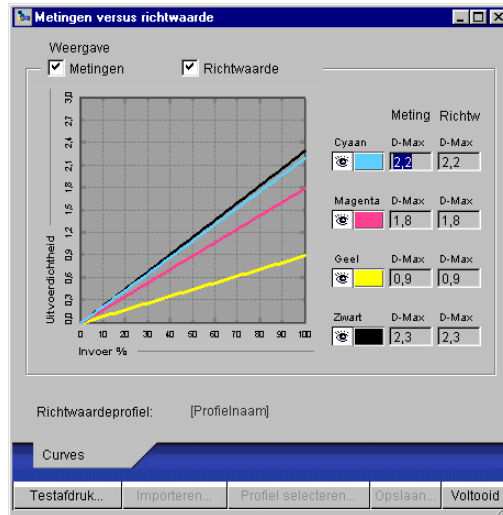 Metingen versus richtwaarde
Weergave
Metingen Richtwaarde
3,0
2,7
2,4
2,1
1,8
1,5
1,2
0,9
0,6
0,3
0,0
Uitvoerdichtheid
0 10 20 30 40 50 60 70 80 90 100
Invoer %
Meting Richtw
Cyaan D-Max D-Max
2,2 2,2
Magenta D-Max D-Max
1,8 1,8
Geel D-Max D-Max
0,9 0,9
Zwart D-Max D-Max
2,3 2,3
Richtwaardeprofiel: [Profielnaam]
Curves
Testafdruk... Importeren... Profiel selecteren... Opslaan... Voltooid